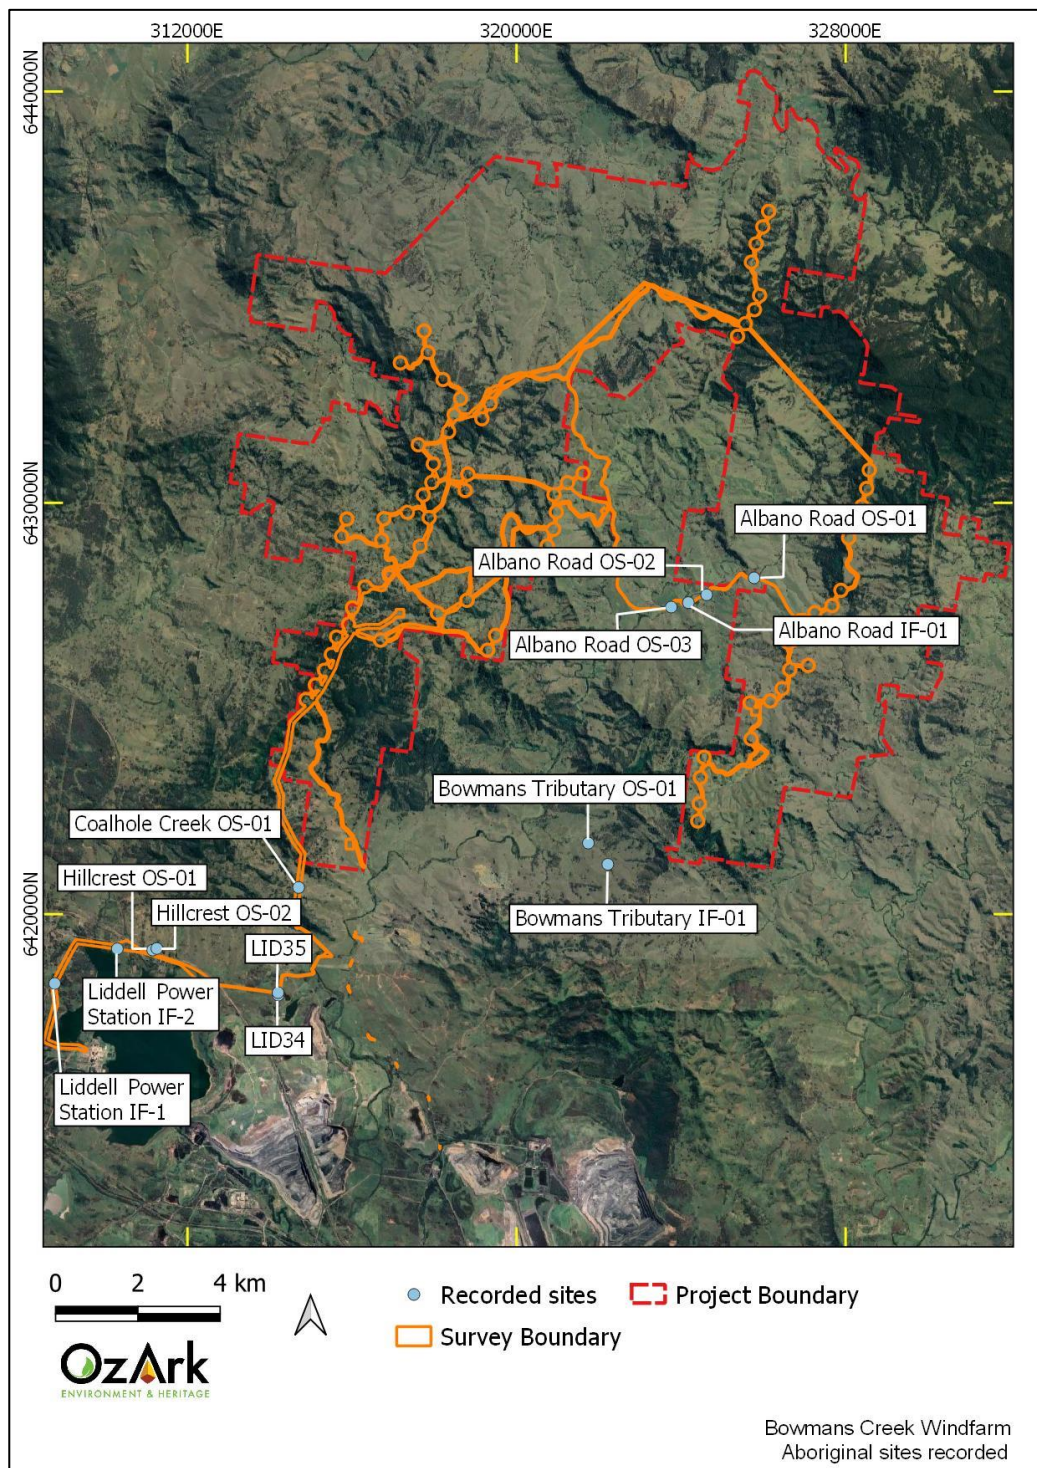 312000E
320000E
328000E
6440000N
6430000N
6420000N
Albano Road OS-01
Albano Road OS-02
Albano Road OS-03
Albano Road IF-01
Bowmans Tributary OS-01
Coalhole Creek OS-01
Hillcrest OS-01
Hillcrest OS-02
Bowmans Tributary IF-01
LID35
Liddell Power
Station IF-2
LID34
Liddell Power
Station IF-1
0 2 4 km
Recorded sites
Project Boundary
Survey Boundary
OzArk
ENVIRONMENT & HERITAGE
Bowmans Creek Windfarm
Aboriginal sites recorded